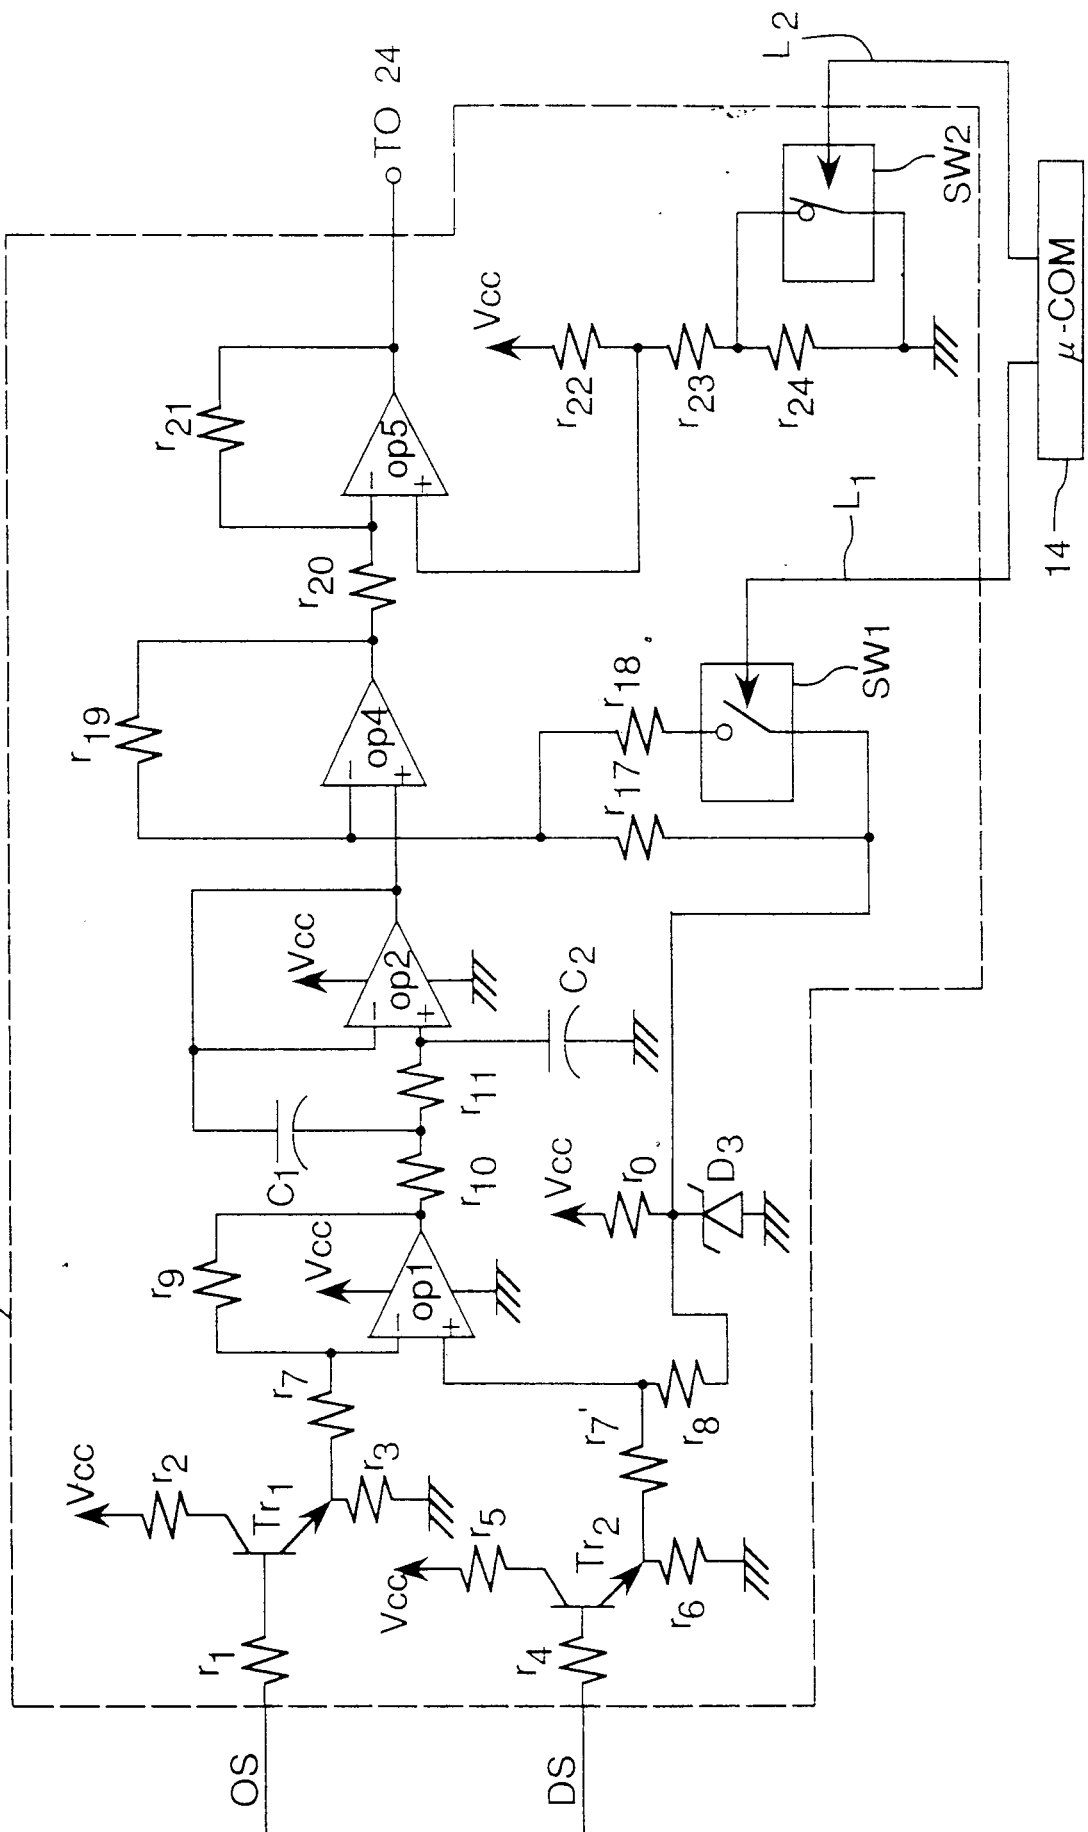 OS
r1
Vcc
r2
Tr1
r3
r7
r9
Vcc
op1
−
+
C1
r10
r11
Vcc
op2
−
+
C2
r19
op4
−
+
r20
r21
op5
−
+
TO 24
DS
r4
Vcc
r5
Tr2
r6
r7'
r8
Vcc
r0
D3
r17
r18
SW1
L1
Vcc
r22
r23
r24
SW2
L2
14
μ-COM